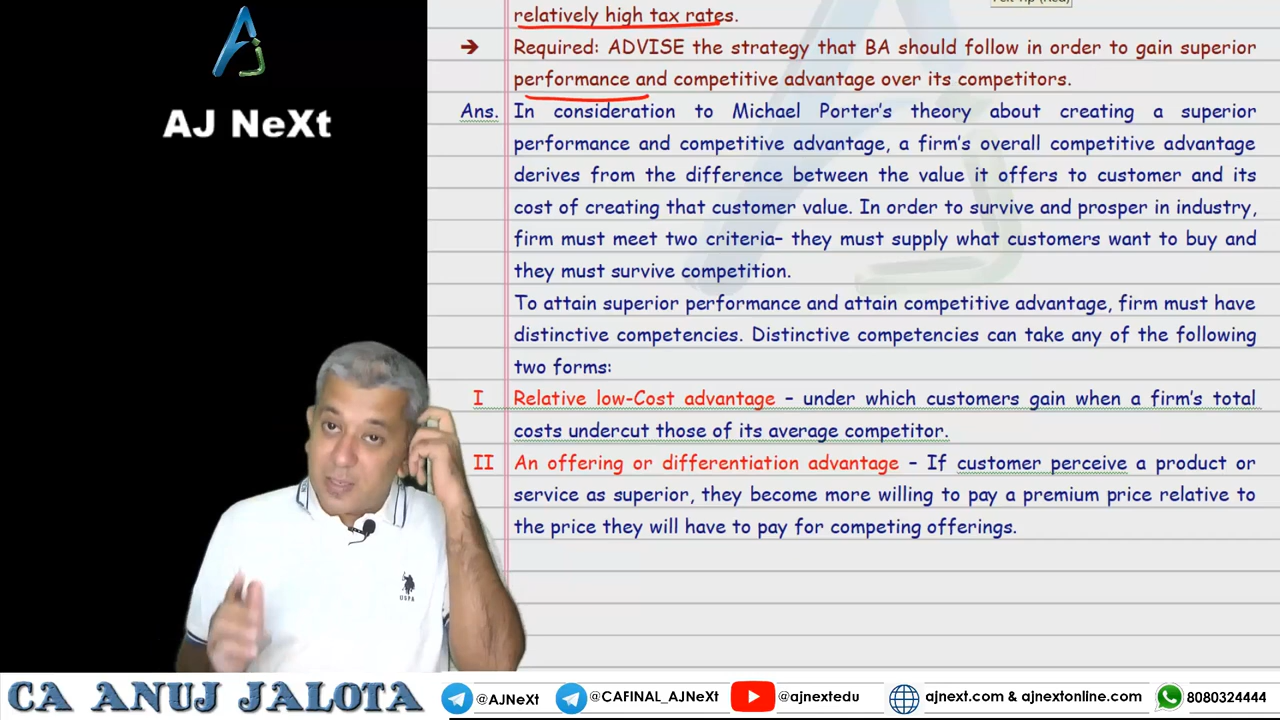 relatively high tax rates.
➔ Required: ADVISE the strategy that BA should follow in order to gain superior
performance and competitive advantage over its competitors.
Ans. In consideration to Michael Porter's theory about creating a superior
performance and competitive advantage, a firm's overall competitive advantage
derives from the difference between the value it offers to customer and its
cost of creating that customer value. In order to survive and prosper in industry,
firm must meet two criteria– they must supply what customers want to buy and
they must survive competition.
To attain superior performance and attain competitive advantage, firm must have
distinctive competencies. Distinctive competencies can take any of the following
two forms:
I Relative low-Cost advantage – under which customers gain when a firm's total
costs undercut those of its average competitor.
II An offering or differentiation advantage – If customer perceive a product or
service as superior, they become more willing to pay a premium price relative to
the price they will have to pay for competing offerings.
AJ NeXt
USPA
CA ANUJ JALOTA @AJNeXt @CAFINAL_AJNeXt @ajnextedu ajnext.com & ajnextonline.com 8080324444